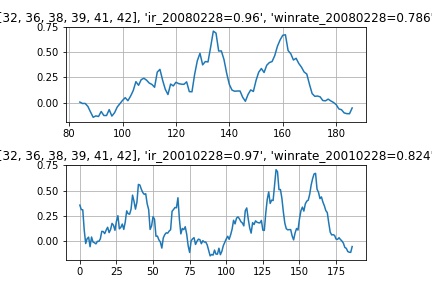 [32, 36, 38, 39, 41, 42], 'ir_20080228=0.96', 'winrate_20080228=0.786'
0.75
0.50
0.25
0.00
80 100 120 140 160 180
[32, 36, 38, 39, 41, 42], 'ir_20010228=0.97', 'winrate_20010228=0.824'
0.75
0.50
0.25
0.00
0 25 50 75 100 125 150 175